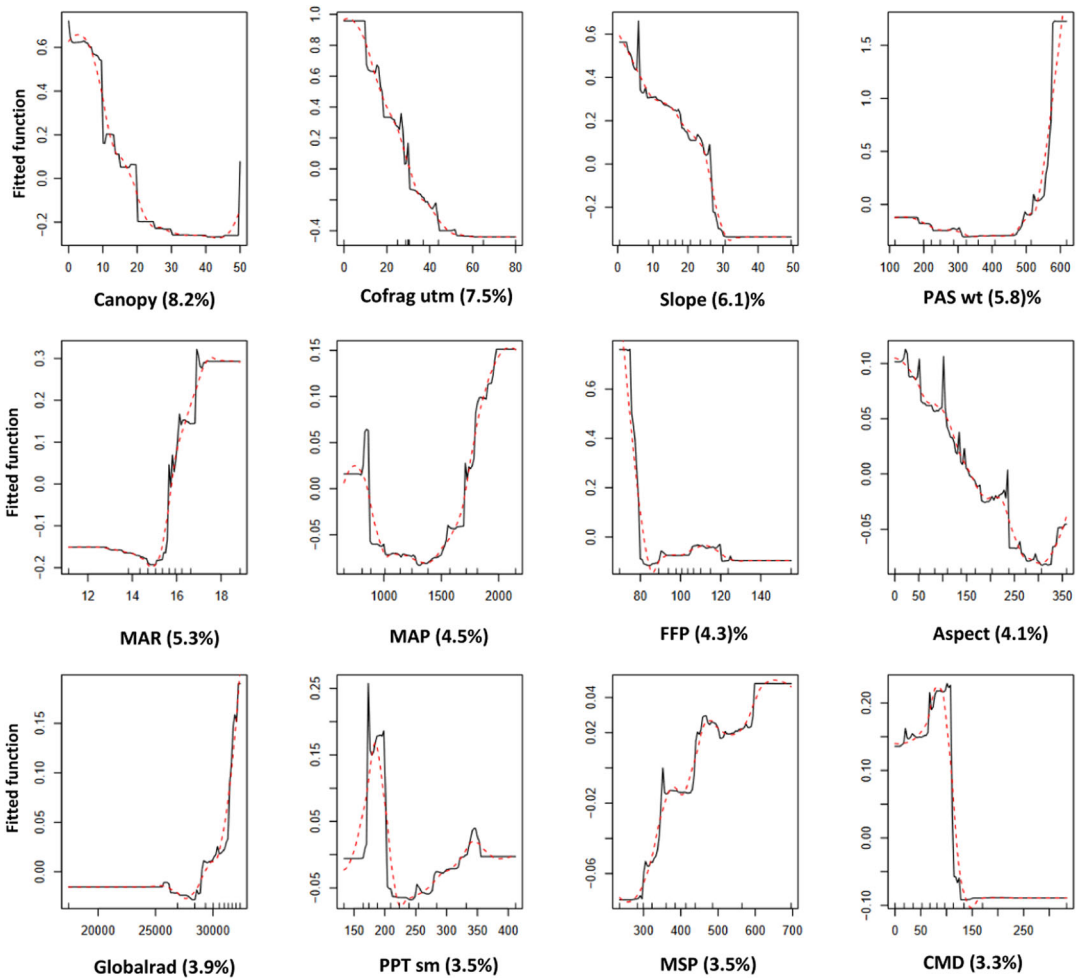 Fitted function
0.6
0.4
0.2
0.0
−0.2
0 10 20 30 40 50
Canopy (8.2%)
1.0
0.8
0.6
0.4
0.2
0.0
−0.4
0 20 40 60 80
Cofrag utm (7.5%)
0.6
0.4
0.2
0.0
−0.2
0 10 20 30 40 50
Slope (6.1)%
1.5
1.0
0.5
0.0
100 200 300 400 500 600
PAS wt (5.8)%
Fitted function
0.3
0.2
0.1
0.0
−0.1
−0.2
12 14 16 18
MAR (5.3%)
0.15
0.10
0.05
0.00
−0.05
1000 1500 2000
MAP (4.5%)
0.6
0.4
0.2
0.0
80 100 120 140
FFP (4.3)%
0.10
0.05
0.00
−0.05
0 50 150 250 350
Aspect (4.1%)
Fitted function
0.15
0.10
0.05
0.00
20000 25000 30000
Globalrad (3.9%)
0.25
0.15
0.05
−0.05
150 200 250 300 350 400
PPT sm (3.5%)
0.04
0.02
−0.02
−0.06
200 300 400 500 600 700
MSP (3.5%)
0.20
0.10
0.00
−0.10
0 50 150 250
CMD (3.3%)